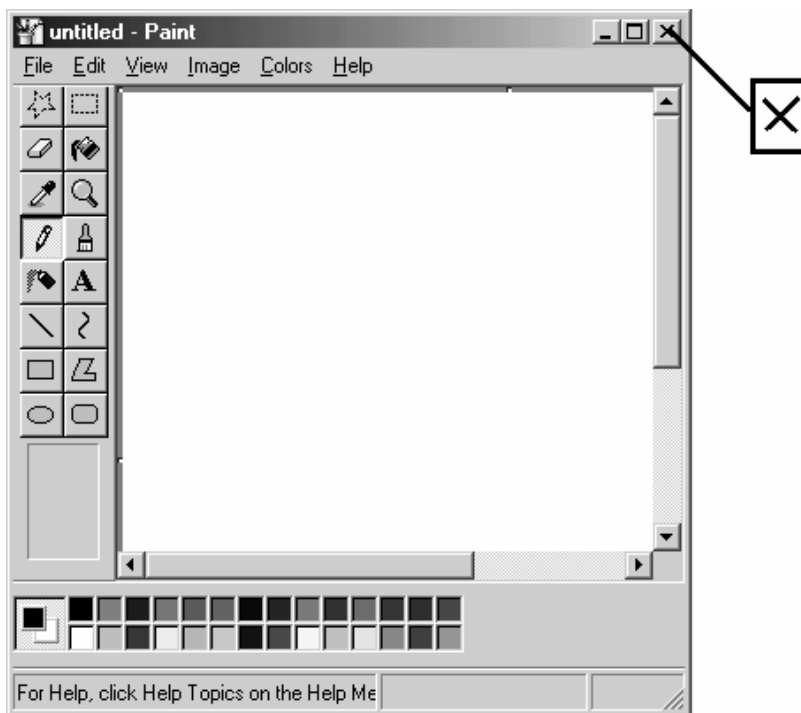 untitled - Paint
File Edit View Image Colors Help
A
For Help, click Help Topics on the Help Me